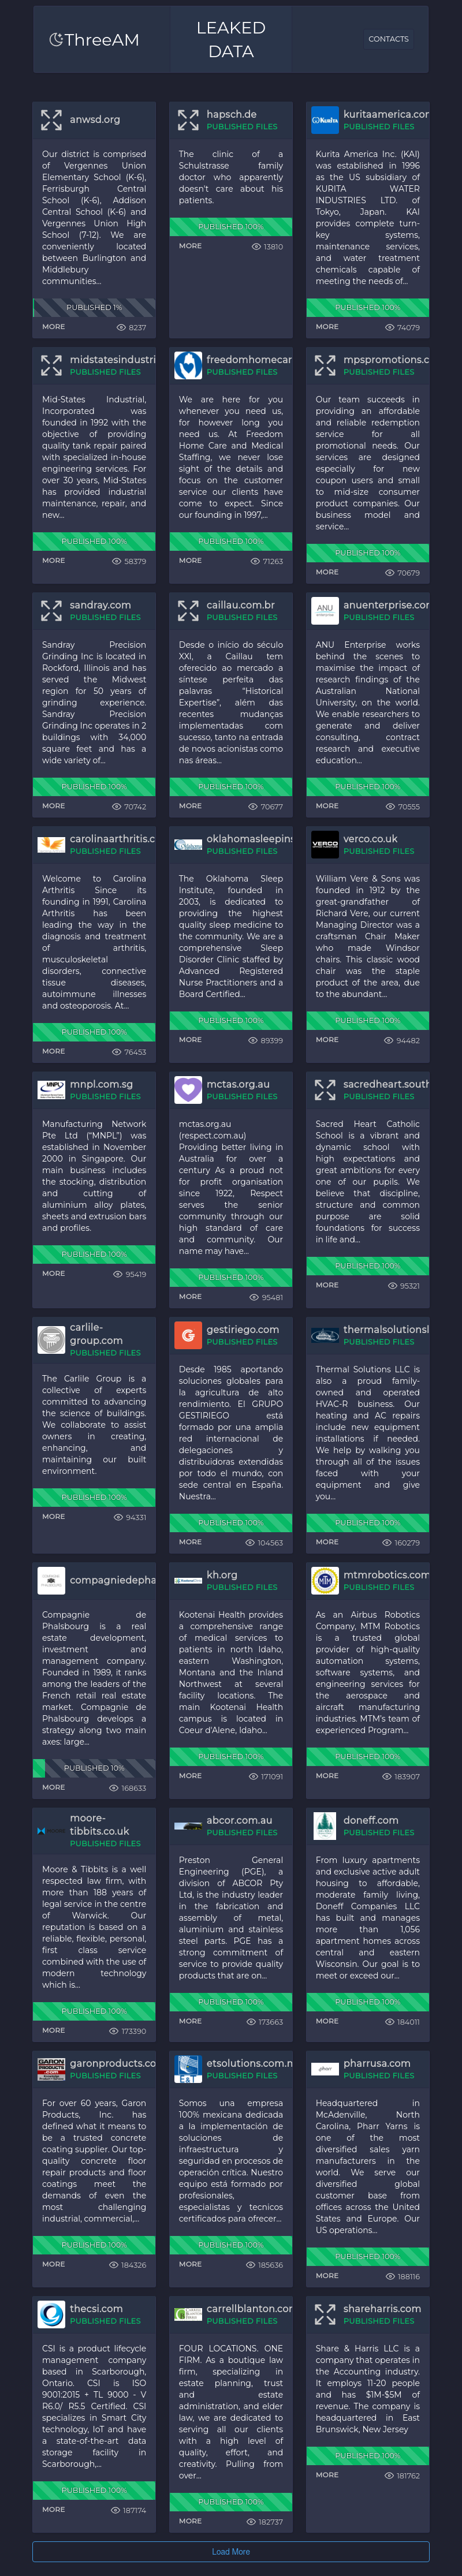 ThreeAM
LEAKED
DATA
CONTACTS
anwsd.org
Our district is comprised
of Vergennes Union
Elementary School (K-6),
Ferrisburgh Central
School (K-6), Addison
Central School (K-6) and
Vergennes Union High
School (7-12). We are
conveniently located
between Burlington and
Middlebury
communities...
PUBLISHED 1%
MORE 8237
hapsch.de
PUBLISHED FILES
The clinic of a
Schulstrasse family
doctor who apparently
doesn't care about his
patients.
PUBLISHED 100%
MORE 13810
kuritaamerica.com
PUBLISHED FILES
Kurita America Inc. (KAI)
was established in 1996
as the US subsidiary of
KURITA WATER
INDUSTRIES LTD. of
Tokyo, Japan. KAI
provides complete turn-
key systems,
maintenance services,
and water treatment
chemicals capable of
meeting the needs of...
PUBLISHED 100%
MORE 74079
midstatesindustri
PUBLISHED FILES
Mid-States Industrial,
Incorporated was
founded in 1992 with the
objective of providing
quality tank repair paired
with specialized in-house
engineering services. For
over 30 years, Mid-States
has provided industrial
maintenance, repair, and
new...
PUBLISHED 100%
MORE 58379
freedomhomecar
PUBLISHED FILES
We are here for you
whenever you need us,
for however long you
need us. At Freedom
Home Care and Medical
Staffing, we never lose
sight of the details and
focus on the customer
service our clients have
come to expect. Since
our founding in 1997,...
PUBLISHED 100%
MORE 71263
mpspromotions.c
PUBLISHED FILES
Our team succeeds in
providing an affordable
and reliable redemption
service for all
promotional needs. Our
services are designed
especially for new
coupon users and small
to mid-size consumer
product companies. Our
business model and
service...
PUBLISHED 100%
MORE 70679
sandray.com
PUBLISHED FILES
Sandray Precision
Grinding Inc is located in
Rockford, Illinois and has
served the Midwest
region for 50 years of
grinding experience.
Sandray Precision
Grinding Inc operates in 2
buildings with 34,000
square feet and has a
wide variety of...
PUBLISHED 100%
MORE 70742
caillau.com.br
PUBLISHED FILES
Desde o início do século
XXI, a Caillau tem
oferecido ao mercado a
síntese perfeita das
palavras “Historical
Expertise”, além das
recentes mudanças
implementadas com
sucesso, tanto na entrada
de novos acionistas como
nas áreas...
PUBLISHED 100%
MORE 70677
ANU
anuenterprise.com
PUBLISHED FILES
ANU Enterprise works
behind the scenes to
maximise the impact of
research findings of the
Australian National
University, on the world.
We enable researchers to
generate and deliver
consulting, contract
research and executive
education...
PUBLISHED 100%
MORE 70555
carolinaarthritis.c
PUBLISHED FILES
Welcome to Carolina
Arthritis Since its
founding in 1991, Carolina
Arthritis has been
leading the way in the
diagnosis and treatment
of arthritis,
musculoskeletal
disorders, connective
tissue diseases,
autoimmune illnesses
and osteoporosis. At...
PUBLISHED 100%
MORE 76453
oklahomasleepins
PUBLISHED FILES
The Oklahoma Sleep
Institute, founded in
2003, is dedicated to
providing the highest
quality sleep medicine to
the community. We are a
comprehensive Sleep
Disorder Clinic staffed by
Advanced Registered
Nurse Practitioners and a
Board Certified...
PUBLISHED 100%
MORE 89399
VERCO
verco.co.uk
PUBLISHED FILES
William Vere & Sons was
founded in 1912 by the
great-grandfather of
Richard Vere, our current
Managing Director was a
craftsman Chair Maker
who made Windsor
chairs. This classic wood
chair was the staple
product of the area, due
to the abundant...
PUBLISHED 100%
MORE 94482
MNPL
mnpl.com.sg
PUBLISHED FILES
Manufacturing Network
Pte Ltd (“MNPL”) was
established in November
2000 in Singapore. Our
main business includes
the stocking, distribution
and cutting of
aluminium alloy plates,
sheets and extrusion bars
and profiles.
PUBLISHED 100%
MORE 95419
mctas.org.au
PUBLISHED FILES
mctas.org.au
(respect.com.au)
Providing better living in
Australia for over a
century As a proud not
for profit organisation
since 1922, Respect
serves the senior
community through our
high standard of care
and community. Our
name may have...
PUBLISHED 100%
MORE 95481
sacredheart.south
PUBLISHED FILES
Sacred Heart Catholic
School is a vibrant and
dynamic school with
high expectations and
great ambitions for every
one of our pupils. We
believe that discipline,
structure and common
purpose are solid
foundations for success
in life and...
PUBLISHED 100%
MORE 95321
carlile-
group.com
PUBLISHED FILES
The Carlile Group is a
collective of experts
committed to advancing
the science of buildings.
We collaborate to assist
owners in creating,
enhancing, and
maintaining our built
environment.
PUBLISHED 100%
MORE 94331
gestiriego.com
PUBLISHED FILES
Desde 1985 aportando
soluciones globales para
la agricultura de alto
rendimiento. El GRUPO
GESTIRIEGO está
formado por una amplia
red internacional de
delegaciones y
distribuidoras extendidas
por todo el mundo, con
sede central en España.
Nuestra...
PUBLISHED 100%
MORE 104563
thermalsolutionsl
PUBLISHED FILES
Thermal Solutions LLC is
also a proud family-
owned and operated
HVAC-R business. Our
heating and AC repairs
include new equipment
installations if needed.
We help by walking you
through all of the issues
faced with your
equipment and give
you...
PUBLISHED 100%
MORE 160279
compagniedepha
Compagnie de
Phalsbourg is a real
estate development,
investment and
management company.
Founded in 1989, it ranks
among the leaders of the
French retail real estate
market. Compagnie de
Phalsbourg develops a
strategy along two main
axes: large...
PUBLISHED 10%
MORE 168633
kh.org
PUBLISHED FILES
Kootenai Health provides
a comprehensive range
of medical services to
patients in north Idaho,
eastern Washington,
Montana and the Inland
Northwest at several
facility locations. The
main Kootenai Health
campus is located in
Coeur d'Alene, Idaho...
PUBLISHED 100%
MORE 171091
MTM
mtmrobotics.com
PUBLISHED FILES
As an Airbus Robotics
Company, MTM Robotics
is a trusted global
provider of high-quality
automation systems,
software systems, and
engineering services for
the aerospace and
aircraft manufacturing
industries. MTM's team of
experienced Program...
PUBLISHED 100%
MORE 183907
moore-
tibbits.co.uk
PUBLISHED FILES
Moore & Tibbits is a well
respected law firm, with
more than 188 years of
legal service in the centre
of Warwick. Our
reputation is based on a
reliable, flexible, personal,
first class service
combined with the use of
modern technology
which is...
PUBLISHED 100%
MORE 173390
abcor.com.au
PUBLISHED FILES
Preston General
Engineering (PGE), a
division of ABCOR Pty
Ltd, is the industry leader
in the fabrication and
assembly of metal,
aluminium and stainless
steel parts. PGE has a
strong commitment of
service to provide quality
products that are on...
PUBLISHED 100%
MORE 173663
doneff.com
PUBLISHED FILES
From luxury apartments
and exclusive active adult
housing to affordable,
moderate family living,
Doneff Companies LLC
has built and manages
more than 1,056
apartment homes across
central and eastern
Wisconsin. Our goal is to
meet or exceed our...
PUBLISHED 100%
MORE 184011
GARON
PRODUCTS
garonproducts.co
PUBLISHED FILES
For over 60 years, Garon
Products, Inc. has
defined what it means to
be a trusted concrete
coating supplier. Our top-
quality concrete floor
repair products and floor
coatings meet the
demands of even the
most challenging
industrial, commercial,...
PUBLISHED 100%
MORE 184326
etsolutions.com.m
PUBLISHED FILES
Somos una empresa
100% mexicana dedicada
a la implementación de
soluciones de
infraestructura y
seguridad en procesos de
operación crítica. Nuestro
equipo está formado por
profesionales,
especialistas y tecnicos
certificados para ofrecer...
PUBLISHED 100%
MORE 185636
pharrusa.com
PUBLISHED FILES
Headquartered in
McAdenville, North
Carolina, Pharr Yarns is
one of the most
diversified sales yarn
manufacturers in the
world. We serve our
diversified global
customer base from
offices across the United
States and Europe. Our
US operations...
PUBLISHED 100%
MORE 188116
thecsi.com
PUBLISHED FILES
CSI is a product lifecycle
management company
based in Scarborough,
Ontario. CSI is ISO
9001:2015 + TL 9000 - V
R6.0/ R5.5 Certified. CSI
specializes in Smart City
technology, IoT and have
a state-of-the-art data
storage facility in
Scarborough,...
PUBLISHED 100%
MORE 187174
carrellblanton.com
PUBLISHED FILES
FOUR LOCATIONS. ONE
FIRM. As a boutique law
firm, specializing in
estate planning, trust
and estate
administration, and elder
law, we are dedicated to
serving all our clients
with a high level of
quality, effort, and
creativity. Pulling from
over...
PUBLISHED 100%
MORE 182737
shareharris.com
PUBLISHED FILES
Share & Harris LLC is a
company that operates in
the Accounting industry.
It employs 11-20 people
and has $1M-$5M of
revenue. The company is
headquartered in East
Brunswick, New Jersey
PUBLISHED 100%
MORE 181762
Load More